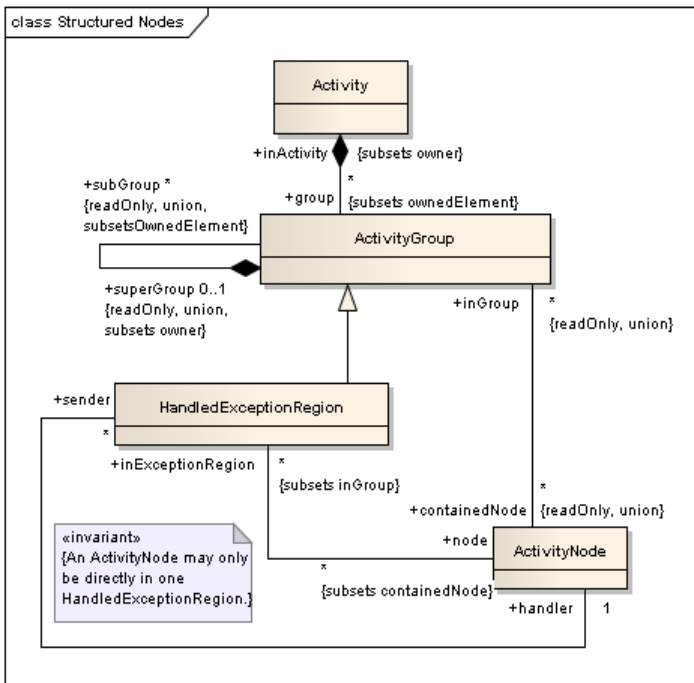 class Structured Nodes
Activity
+inActivity {subsets owner}
*
+group {subsets ownedElement}
+subGroup *
{readOnly, union,
subsetsOwnedElement}
ActivityGroup
+superGroup 0..1
{readOnly, union,
subsets owner}
+inGroup *
{readOnly, union}
+sender
*
HandledExceptionRegion
+inExceptionRegion *
{subsets inGroup}
*
+containedNode {readOnly, union}
+node
ActivityNode
*
{subsets containedNode}
+handler 1
«invariant»
{An ActivityNode may only
be directly in one
HandledExceptionRegion.}